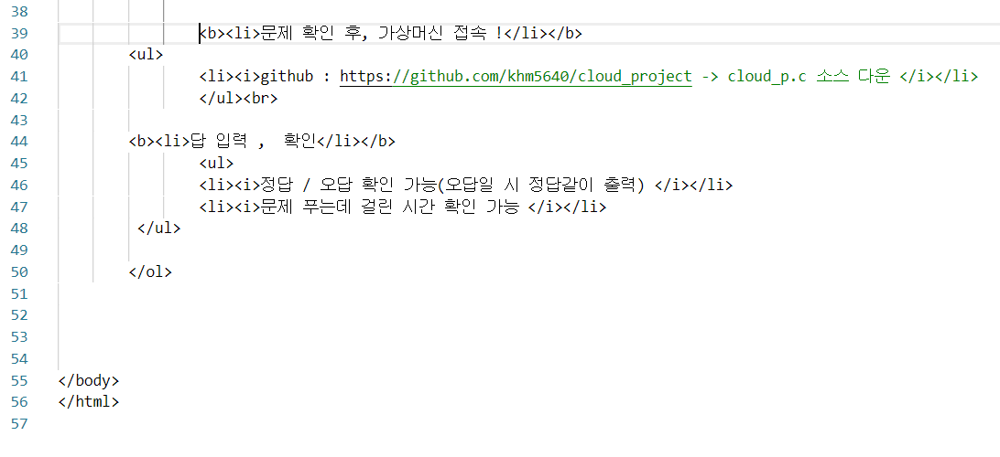 38
39 <b><li>문제 확인 후, 가상머신 접속 !</li></b>
40 <ul>
41 <li><i>github : https://github.com/khm5640/cloud_project -> cloud_p.c 소스 다운 </i></li>
42 </ul><br>
43
44 <b><li>답 입력 ,  확인</li></b>
45 <ul>
46 <li><i>정답 / 오답 확인 가능(오답일 시 정답같이 출력) </i></li>
47 <li><i>문제 푸는데 걸린 시간 확인 가능 </i></li>
48 </ul>
49
50 </ol>
51
52
53
54
55 </body>
56 </html>
57